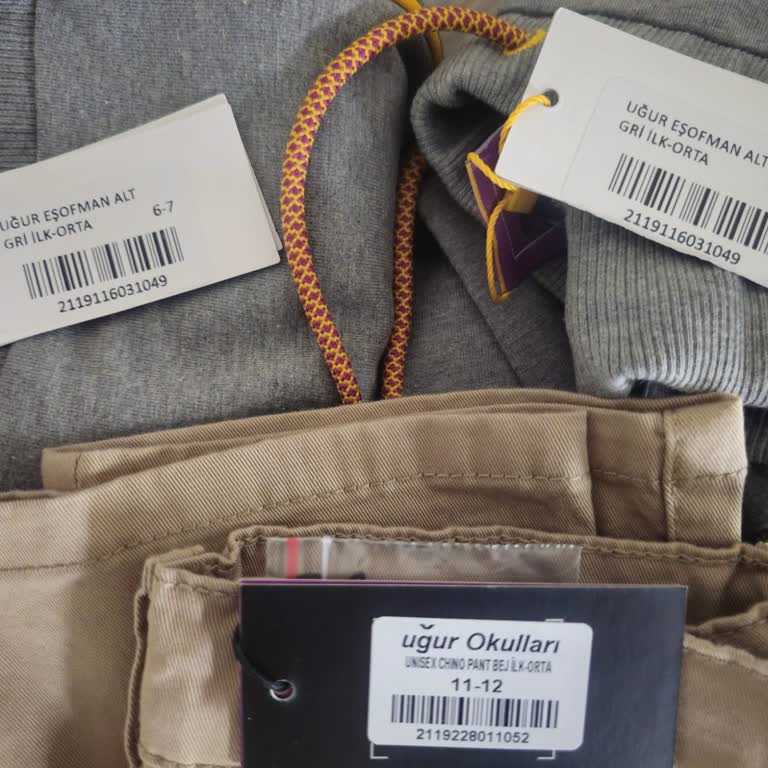 UĞUR EŞOFMAN ALT
GRİ İLK-ORTA
6-7
2119116031049
UĞUR EŞOFMAN ALT
GRİ İLK-ORTA
2119116031049
uğur Okulları
UNISEX CHINO PANT BEJ İLK-ORTA
11-12
2119228011052